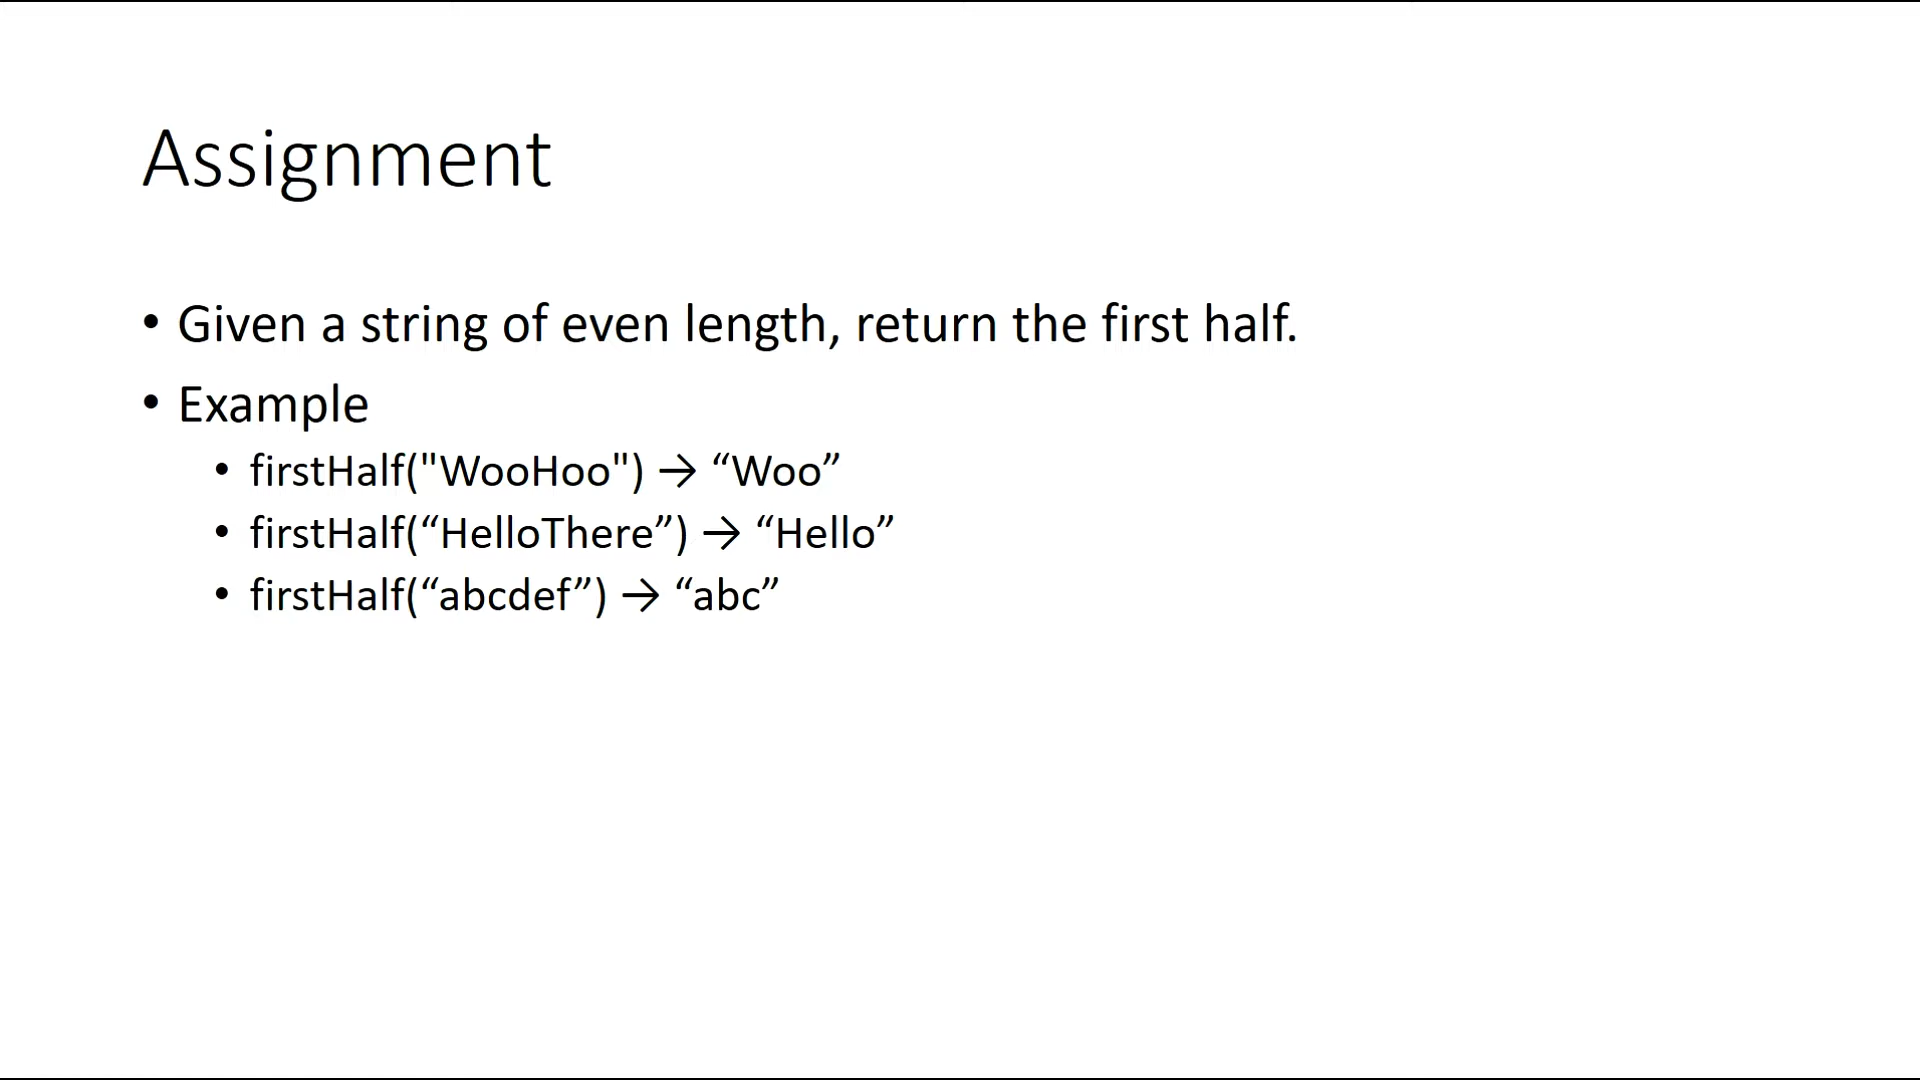 Assignment
• Given a string of even length, return the first half.
• Example
• firstHalf("WooHoo") → “Woo”
• firstHalf(“HelloThere”) → “Hello”
• firstHalf(“abcdef”) → “abc”